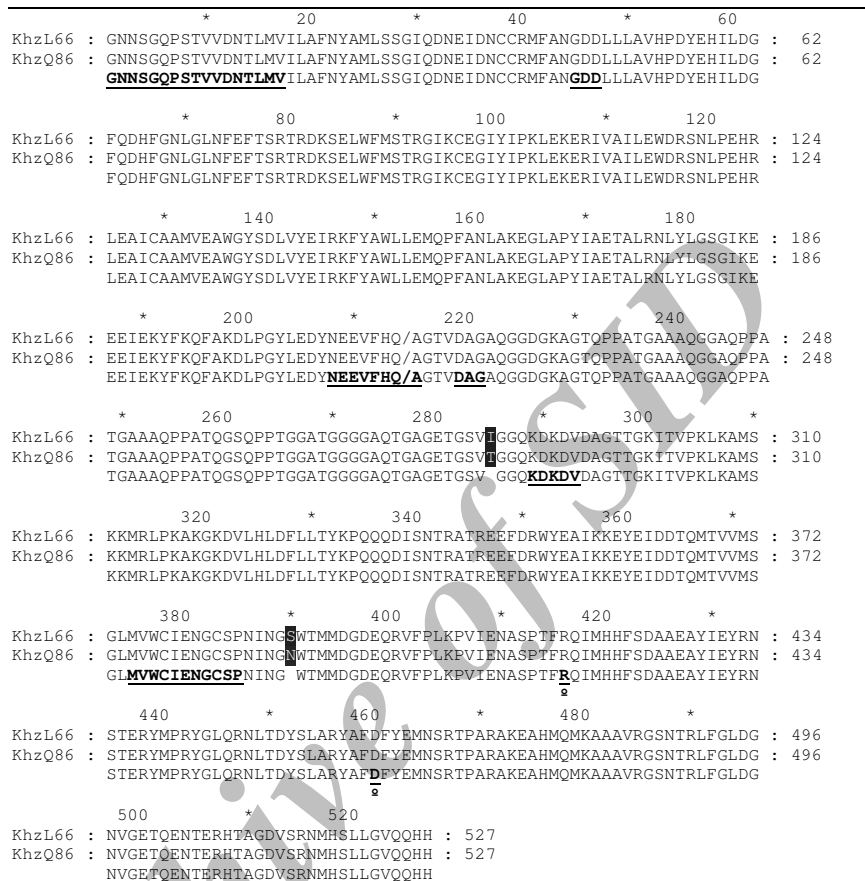 * 20 * 40 * 60
KhzL66 : GNNSGQPSTVVDNTLMVILAFNYAMLSSGIQDNEIDNCCRMFANGDDLLLAVHPDYEHILDG : 62
KhzQ86 : GNNSGQPSTVVDNTLMVILAFNYAMLSSGIQDNEIDNCCRMFANGDDLLLAVHPDYEHILDG : 62
GNNSGQPSTVVDNTLMVILAFNYAMLSSGIQDNEIDNCCRMFANGDDLLLAVHPDYEHILDG
* 80 * 100 * 120
KhzL66 : FQDHFGNLGLNFEFTSRTRDKSELWFMSTRGIKCEGIYIPKLEKERIVAILEWDRSNLPEHR : 124
KhzQ86 : FQDHFGNLGLNFEFTSRTRDKSELWFMSTRGIKCEGIYIPKLEKERIVAILEWDRSNLPEHR : 124
FQDHFGNLGLNFEFTSRTRDKSELWFMSTRGIKCEGIYIPKLEKERIVAILEWDRSNLPEHR
* 140 * 160 * 180
KhzL66 : LEAICAAMVEAWGYSDLVYEIRKFYAWLLEMQPFANLAKEGLAPYIAETALRNLYLGSGIKE : 186
KhzQ86 : LEAICAAMVEAWGYSDLVYEIRKFYAWLLEMQPFANLAKEGLAPYIAETALRNLYLGSGIKE : 186
LEAICAAMVEAWGYSDLVYEIRKFYAWLLEMQPFANLAKEGLAPYIAETALRNLYLGSGIKE
* 200 * 220 * 240
KhzL66 : EEIEKYFKQFAKDLPGYLEDYNEEVFHQ/AGTVDAGAQGGDGKAGTQPPATGAAAQGGAQPPA : 248
KhzQ86 : EEIEKYFKQFAKDLPGYLEDYNEEVFHQ/AGTVDAGAQGGDGKAGTQPPATGAAAQGGAQPPA : 248
EEIEKYFKQFAKDLPGYLEDYNEEVFHQ/AGTVDAGAQGGDGKAGTQPPATGAAAQGGAQPPA
* 260 * 280 * 300 *
KhzL66 : TGAAAQPPATQGSQPPTGGATGGGGAQTGAGETGSVIGGQKDKDVDAGTTGKITVPKLKAMS : 310
KhzQ86 : TGAAAQPPATQGSQPPTGGATGGGGAQTGAGETGSVTGGQKDKDVDAGTTGKITVPKLKAMS : 310
TGAAAQPPATQGSQPPTGGATGGGGAQTGAGETGSV GGQKDKDVDAGTTGKITVPKLKAMS
320 * 340 * 360 *
KhzL66 : KKMRLPKAKGKDVLHLDFLLTYKPQQQDISNTRATREEFDRWYEAIKKEYEIDDTQMTVVMS : 372
KhzQ86 : KKMRLPKAKGKDVLHLDFLLTYKPQQQDISNTRATREEFDRWYEAIKKEYEIDDTQMTVVMS : 372
KKMRLPKAKGKDVLHLDFLLTYKPQQQDISNTRATREEFDRWYEAIKKEYEIDDTQMTVVMS
380 * 400 * 420 *
KhzL66 : GLMVWCIENGCSPNINGSWTMMDGDEQRVFPLKPVIENASPTFRQIMHHFSDAAEAYIEYRN : 434
KhzQ86 : GLMVWCIENGCSPNINGNWTMMDGDEQRVFPLKPVIENASPTFRQIMHHFSDAAEAYIEYRN : 434
GLMVWCIENGCSPNING WTMMDGDEQRVFPLKPVIENASPTFRQIMHHFSDAAEAYIEYRN
º
440 * 460 * 480 *
KhzL66 : STERYMPRYGLQRNLTDYSLARYAFDFYEMNSRTPARAKEAHMQMKAAAVRGSNTRLFGLDG : 496
KhzQ86 : STERYMPRYGLQRNLTDYSLARYAFDFYEMNSRTPARAKEAHMQMKAAAVRGSNTRLFGLDG : 496
STERYMPRYGLQRNLTDYSLARYAFDFYEMNSRTPARAKEAHMQMKAAAVRGSNTRLFGLDG
º
500 * 520
KhzL66 : NVGETQENTERHTAGDVSRNMHSLLGVQQHH : 527
KhzQ86 : NVGETQENTERHTAGDVSRNMHSLLGVQQHH : 527
NVGETQENTERHTAGDVSRNMHSLLGVQQHH
hive of SID